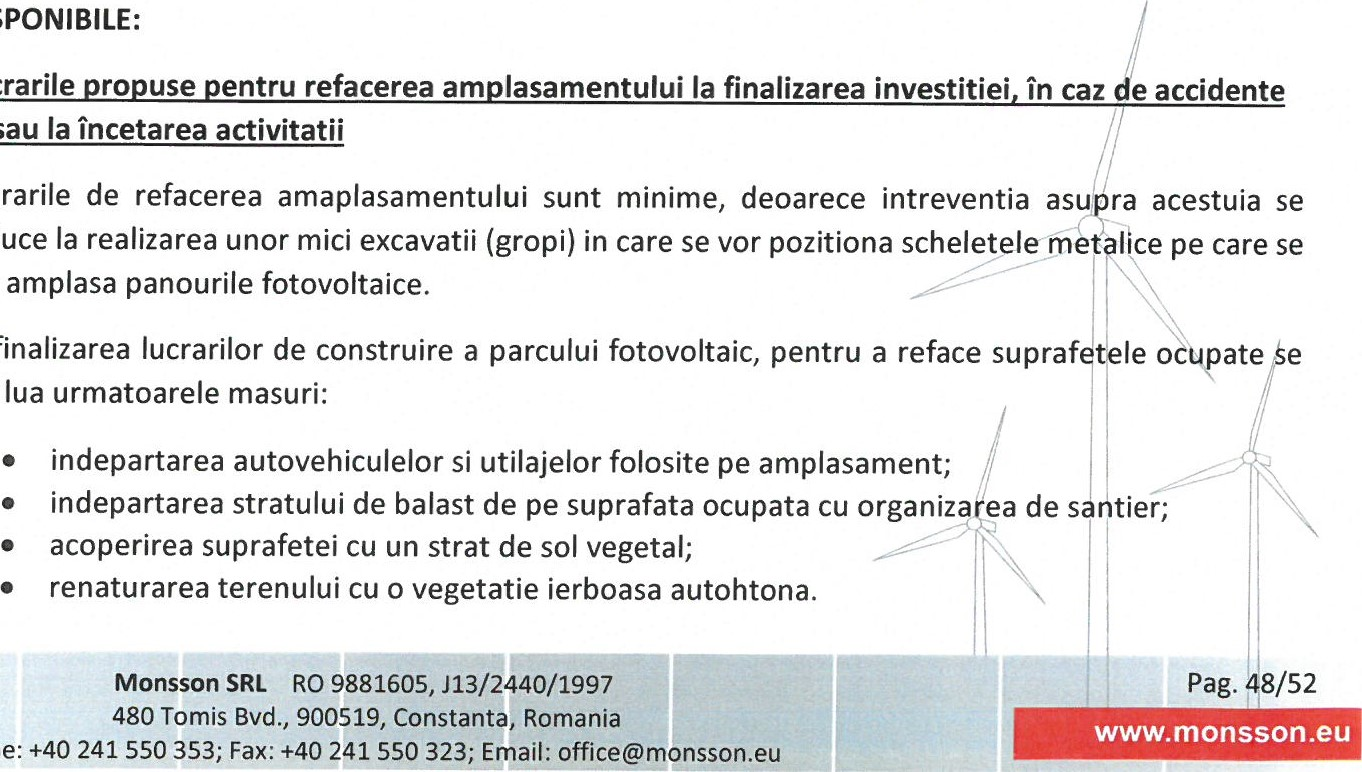 SPONIBILE:
crarile propuse pentru refacerea amplasamentului la finalizarea investitiei, în caz de accidente
sau la încetarea activitatii
rarile de refacerea amaplasamentului sunt minime, deoarece intreventia asupra acestuia se
uce la realizarea unor mici excavatii (gropi) in care se vor pozitiona scheletele metalice pe care se
amplasa panourile fotovoltaice.
finalizarea lucrarilor de construire a parcului fotovoltaic, pentru a reface suprafetele ocupate se
lua urmatoarele masuri:
• indepartarea autovehiculelor si utilajelor folosite pe amplasament;
• indepartarea stratului de balast de pe suprafata ocupata cu organizarea de santier;
• acoperirea suprafetei cu un strat de sol vegetal;
• renaturarea terenului cu o vegetatie ierboasa autohtona.
Monsson SRL RO 9881605, J13/2440/1997
Pag. 48/52
480 Tomis Bvd., 900519, Constanta, Romania
www.monsson.eu
e: +40 241 550 353; Fax: +40 241 550 323; Email: office@monsson.eu